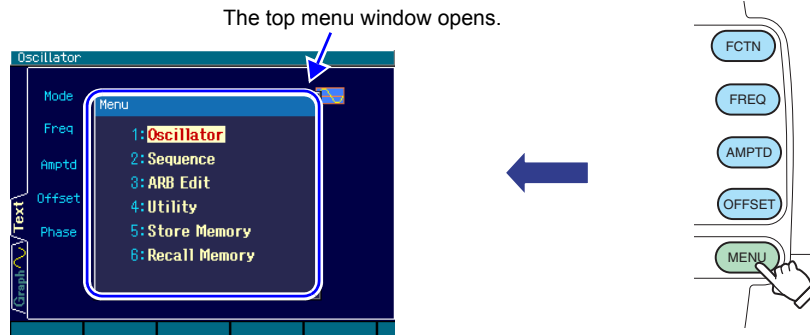 The top menu window opens.
Oscillator
Mode
Freq
Amptd
Offset
Phase
Text
Graph
Menu
1:Oscillator
2:Sequence
3:ARB Edit
4:Utility
5:Store Memory
6:Recall Memory
FCTN
FREQ
AMPTD
OFFSET
MENU